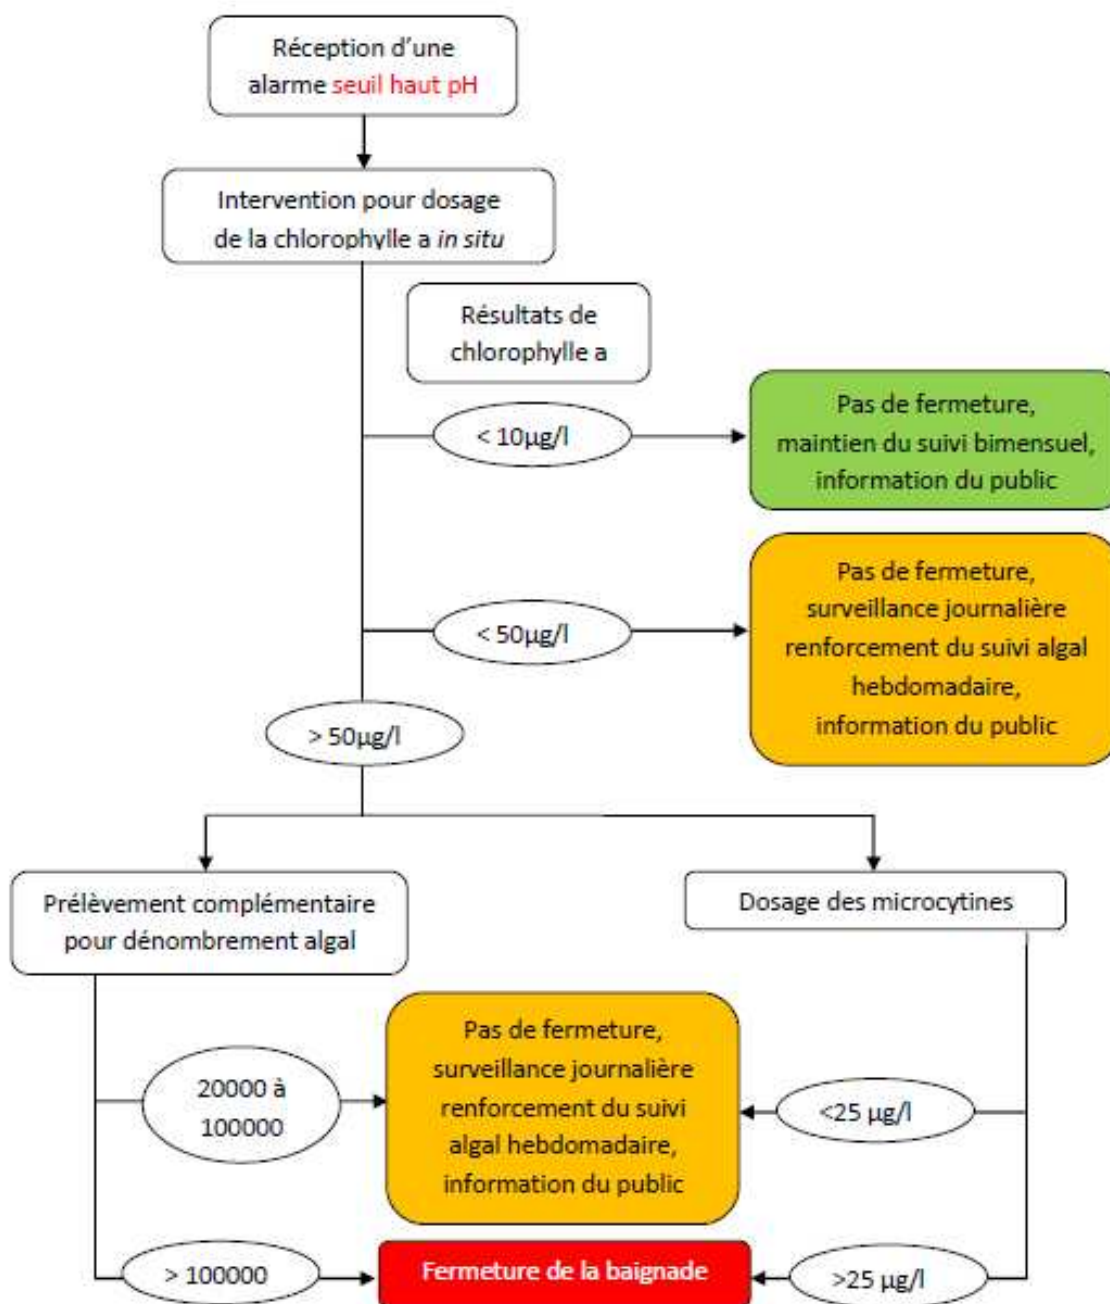 Réception d'une
alarme seuil haut pH
Intervention pour dosage
de la chlorophylle a in situ
Résultats de
chlorophylle a
< 10µg/l
Pas de fermeture,
maintien du suivi bimensuel,
information du public
< 50µg/l
Pas de fermeture,
surveillance journalière
renforcement du suivi algal
hebdomadaire,
information du public
> 50µg/l
Prélèvement complémentaire
pour dénombrement algal
Dosage des microcytines
20000 à
100000
Pas de fermeture,
surveillance journalière
renforcement du suivi
algal hebdomadaire,
information du public
<25 µg/l
> 100000
Fermeture de la baignade
>25 µg/l